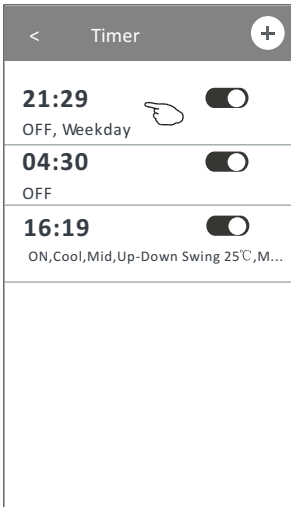 < Timer +
21:29
OFF, Weekday
04:30
OFF
16:19
ON,Cool,Mid,Up-Down Swing 25℃,M...